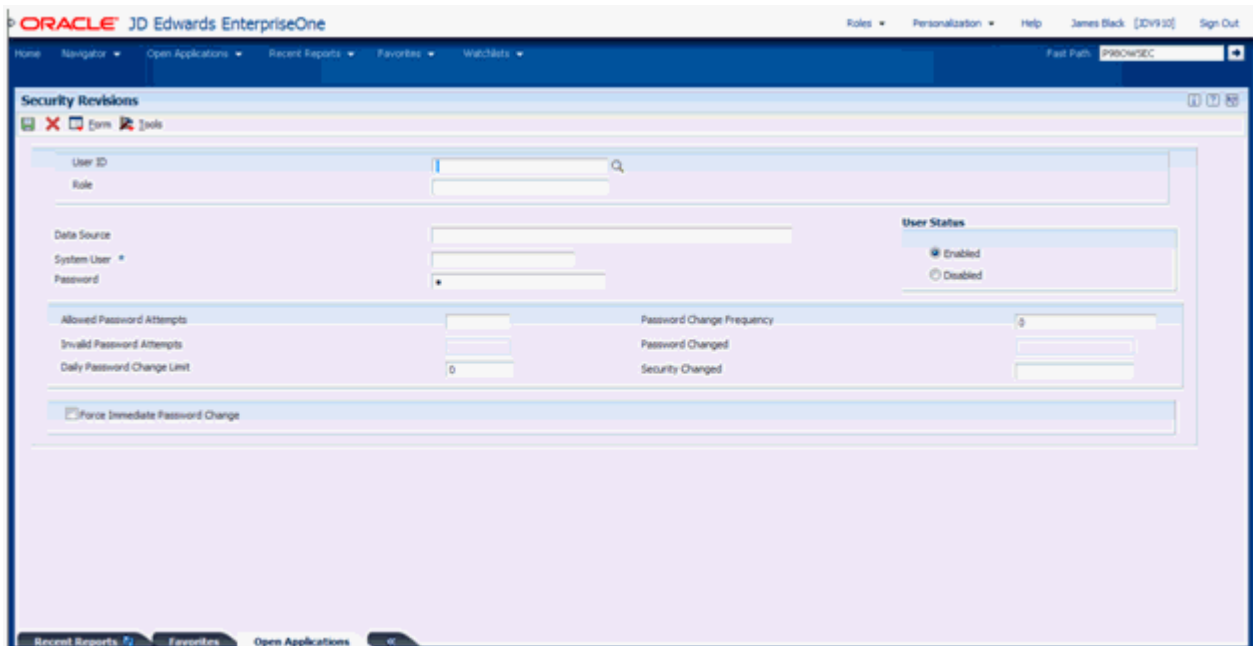 ORACLE JD Edwards EnterpriseOne
Roles Personalization Help James Black [JDV910] Sign Out
Home Navigator Open Applications Recent Reports Favorites Watchlists Fast Path P98OWSEC
Security Revisions
Form Tools
User ID
Role
User Status
Data Source
Enabled
System User *
Disabled
Password
Allowed Password Attempts Password Change Frequency 0
Invalid Password Attempts Password Changed
Daily Password Change Limit 0 Security Changed
Force Immediate Password Change
Recent Reports Favorites Open Applications